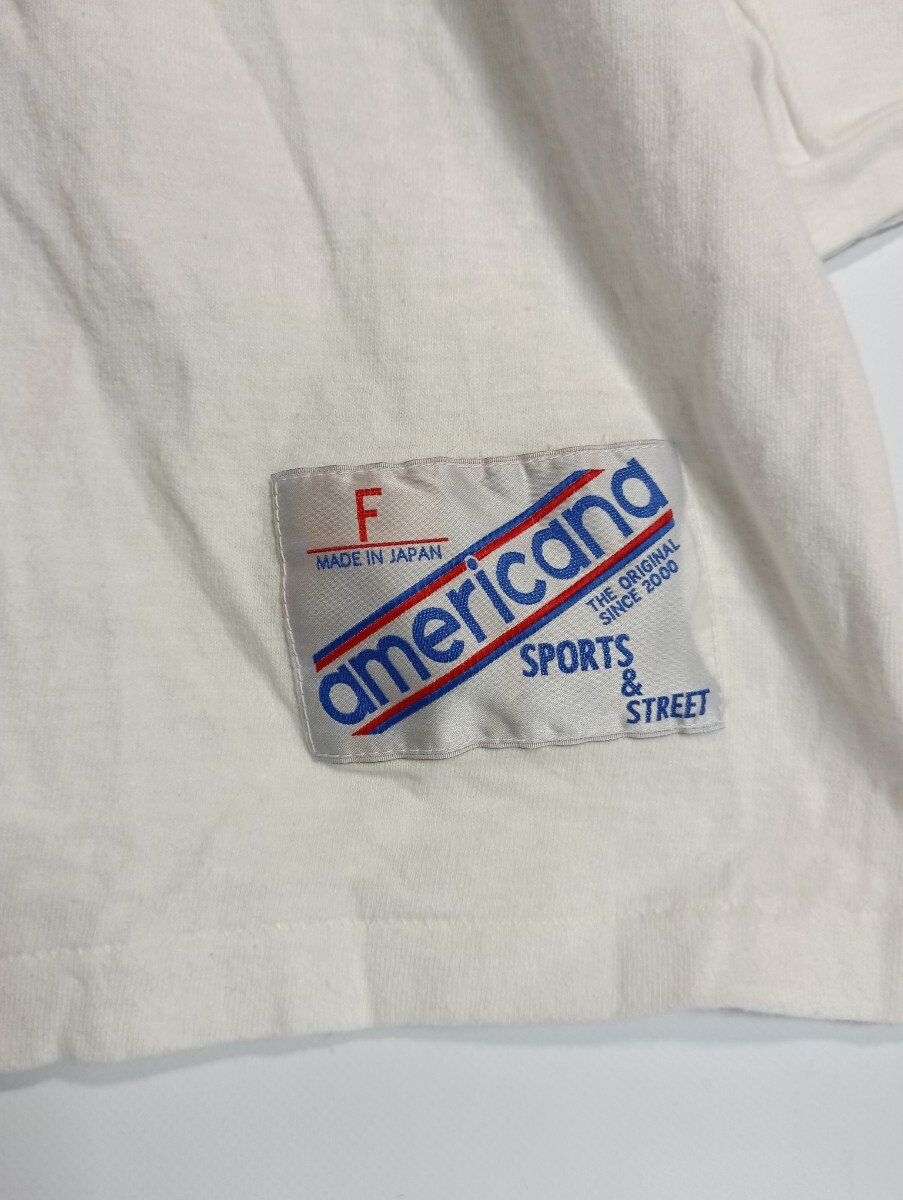 F
MADE IN JAPAN
americana
THE ORIGINAL
SINCE 2000
SPORTS
&
STREET